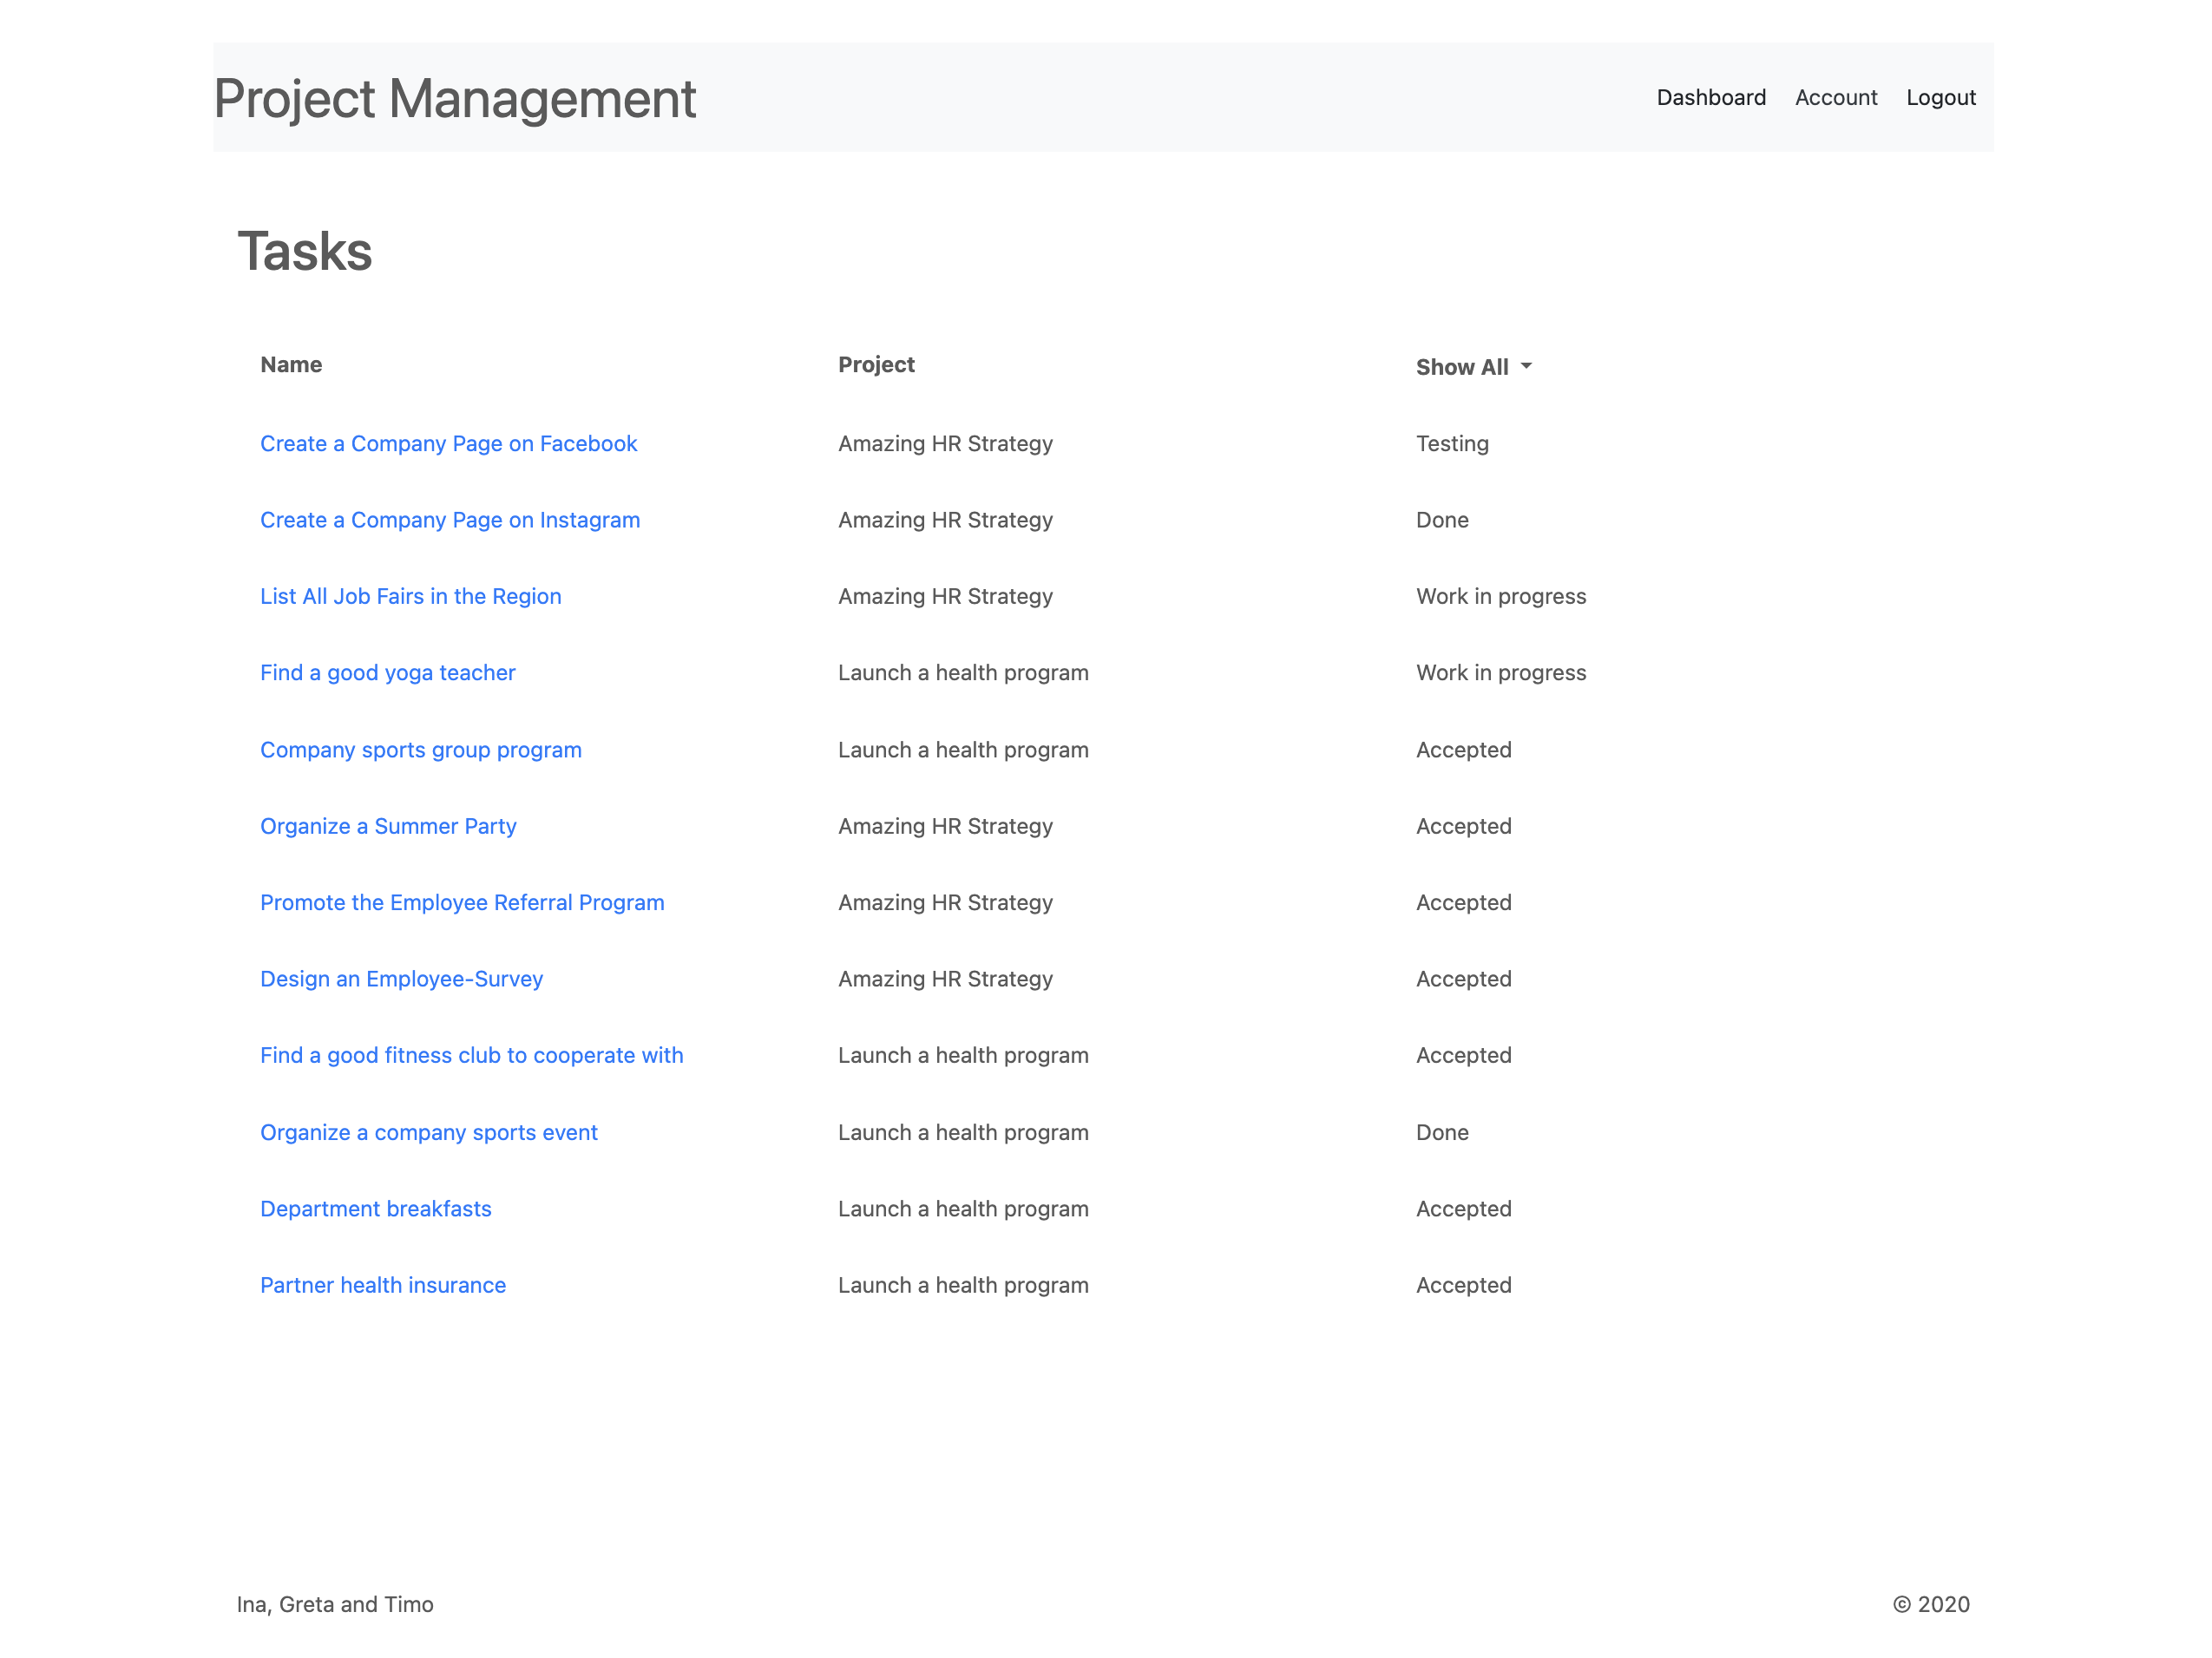 Project Management Dashboard Account Logout
Tasks
Name Project Show All
Create a Company Page on Facebook Amazing HR Strategy Testing
Create a Company Page on Instagram Amazing HR Strategy Done
List All Job Fairs in the Region Amazing HR Strategy Work in progress
Find a good yoga teacher Launch a health program Work in progress
Company sports group program Launch a health program Accepted
Organize a Summer Party Amazing HR Strategy Accepted
Promote the Employee Referral Program Amazing HR Strategy Accepted
Design an Employee-Survey Amazing HR Strategy Accepted
Find a good fitness club to cooperate with Launch a health program Accepted
Organize a company sports event Launch a health program Done
Department breakfasts Launch a health program Accepted
Partner health insurance Launch a health program Accepted
Ina, Greta and Timo © 2020